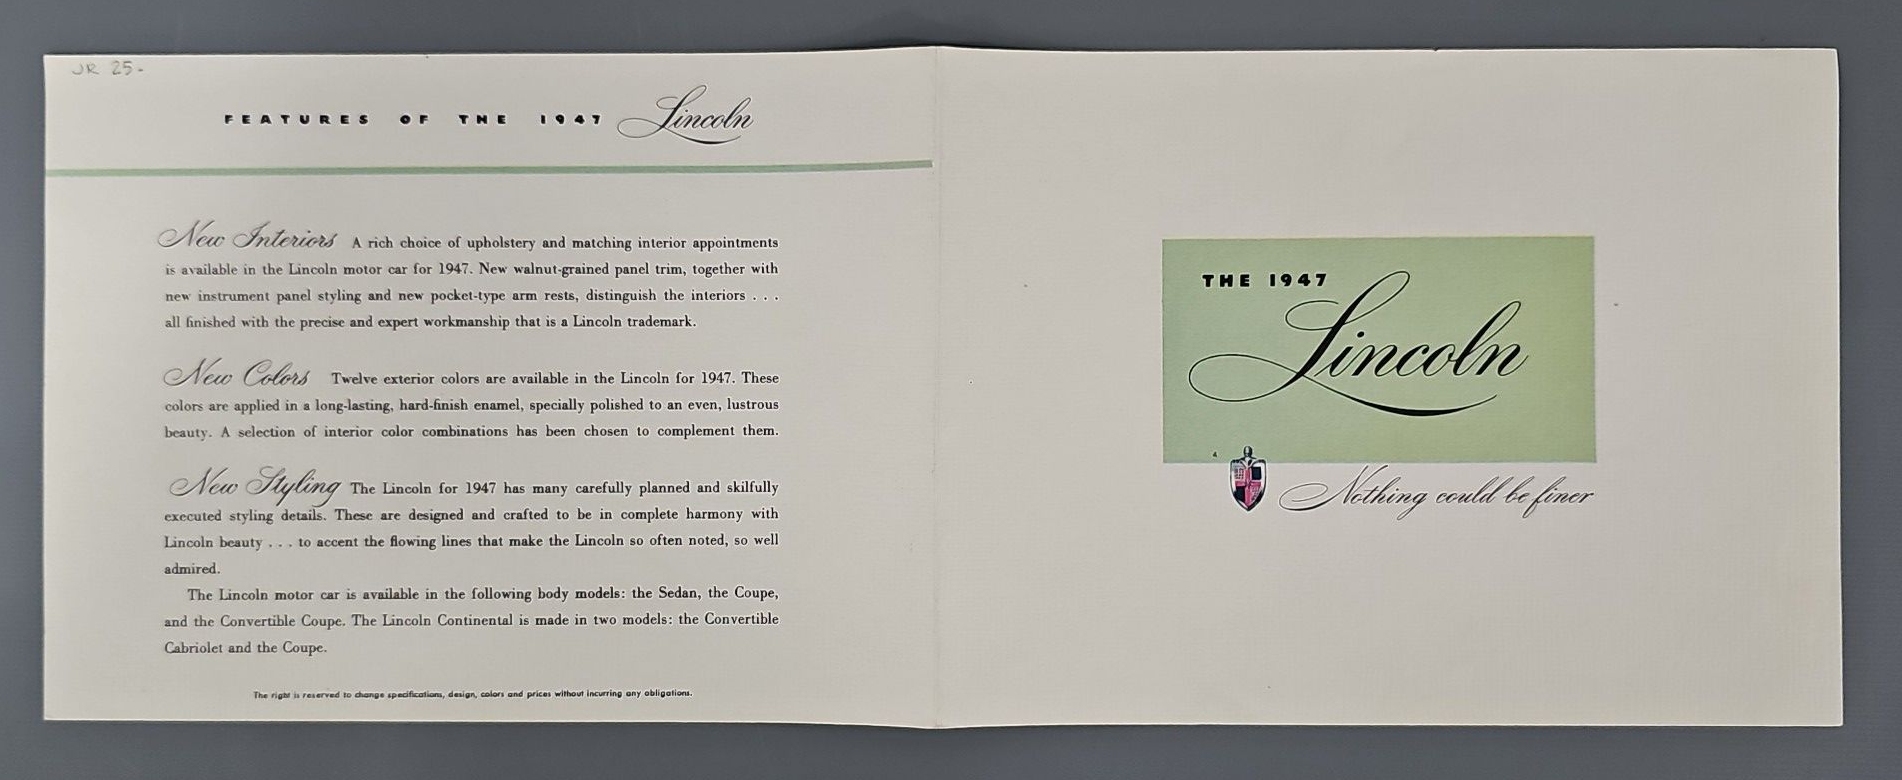 JR 25-
FEATURES OF THE 1947 Lincoln
New Interiors A rich choice of upholstery and matching interior appointments
is available in the Lincoln motor car for 1947. New walnut-grained panel trim, together with
new instrument panel styling and new pocket-type arm rests, distinguish the interiors . . .
all finished with the precise and expert workmanship that is a Lincoln trademark.
New Colors Twelve exterior colors are available in the Lincoln for 1947. These
colors are applied in a long-lasting, hard-finish enamel, specially polished to an even, lustrous
beauty. A selection of interior color combinations has been chosen to complement them.
New Styling The Lincoln for 1947 has many carefully planned and skilfully
executed styling details. These are designed and crafted to be in complete harmony with
Lincoln beauty . . . to accent the flowing lines that make the Lincoln so often noted, so well
admired.
The Lincoln motor car is available in the following body models: the Sedan, the Coupe,
and the Convertible Coupe. The Lincoln Continental is made in two models: the Convertible
Cabriolet and the Coupe.
The right is reserved to change specifications, design, colors and prices without incurring any obligations.
THE 1947
Lincoln
Nothing could be finer